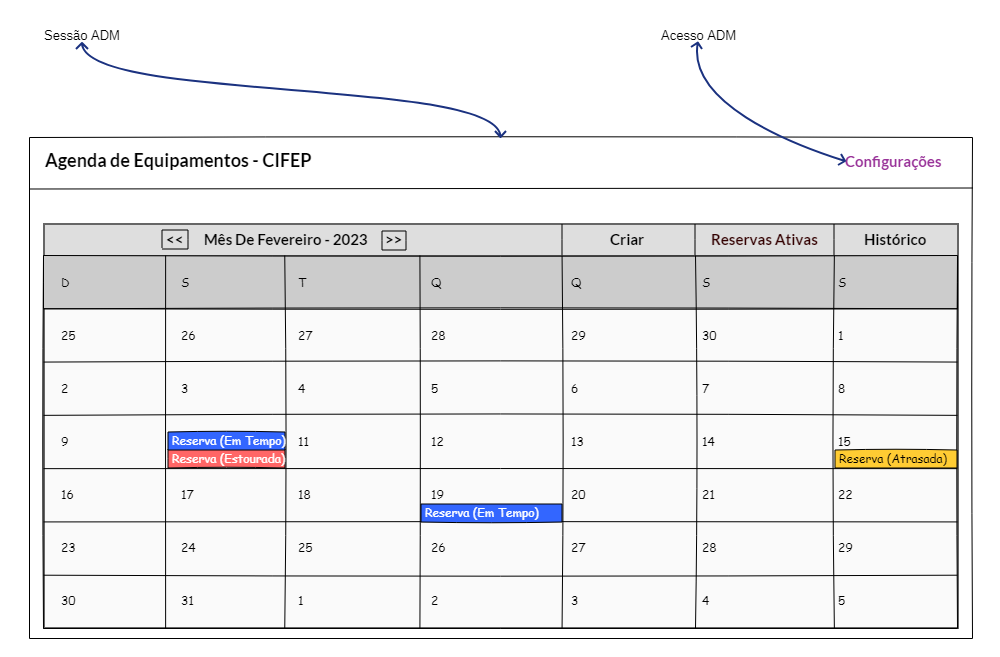 Sessão ADM Acesso ADM
Agenda de Equipamentos - CIFEP Configurações
<< Mês De Fevereiro - 2023 >> Criar Reservas Ativas Histórico
D S T Q Q S S
25 26 27 28 29 30 1
2 3 4 5 6 7 8
9 11 12 13 14 15
Reserva (Em Tempo)
Reserva (Estourada) Reserva (Atrasada)
16 17 18 19 20 21 22
Reserva (Em Tempo)
23 24 25 26 27 28 29
30 31 1 2 3 4 5